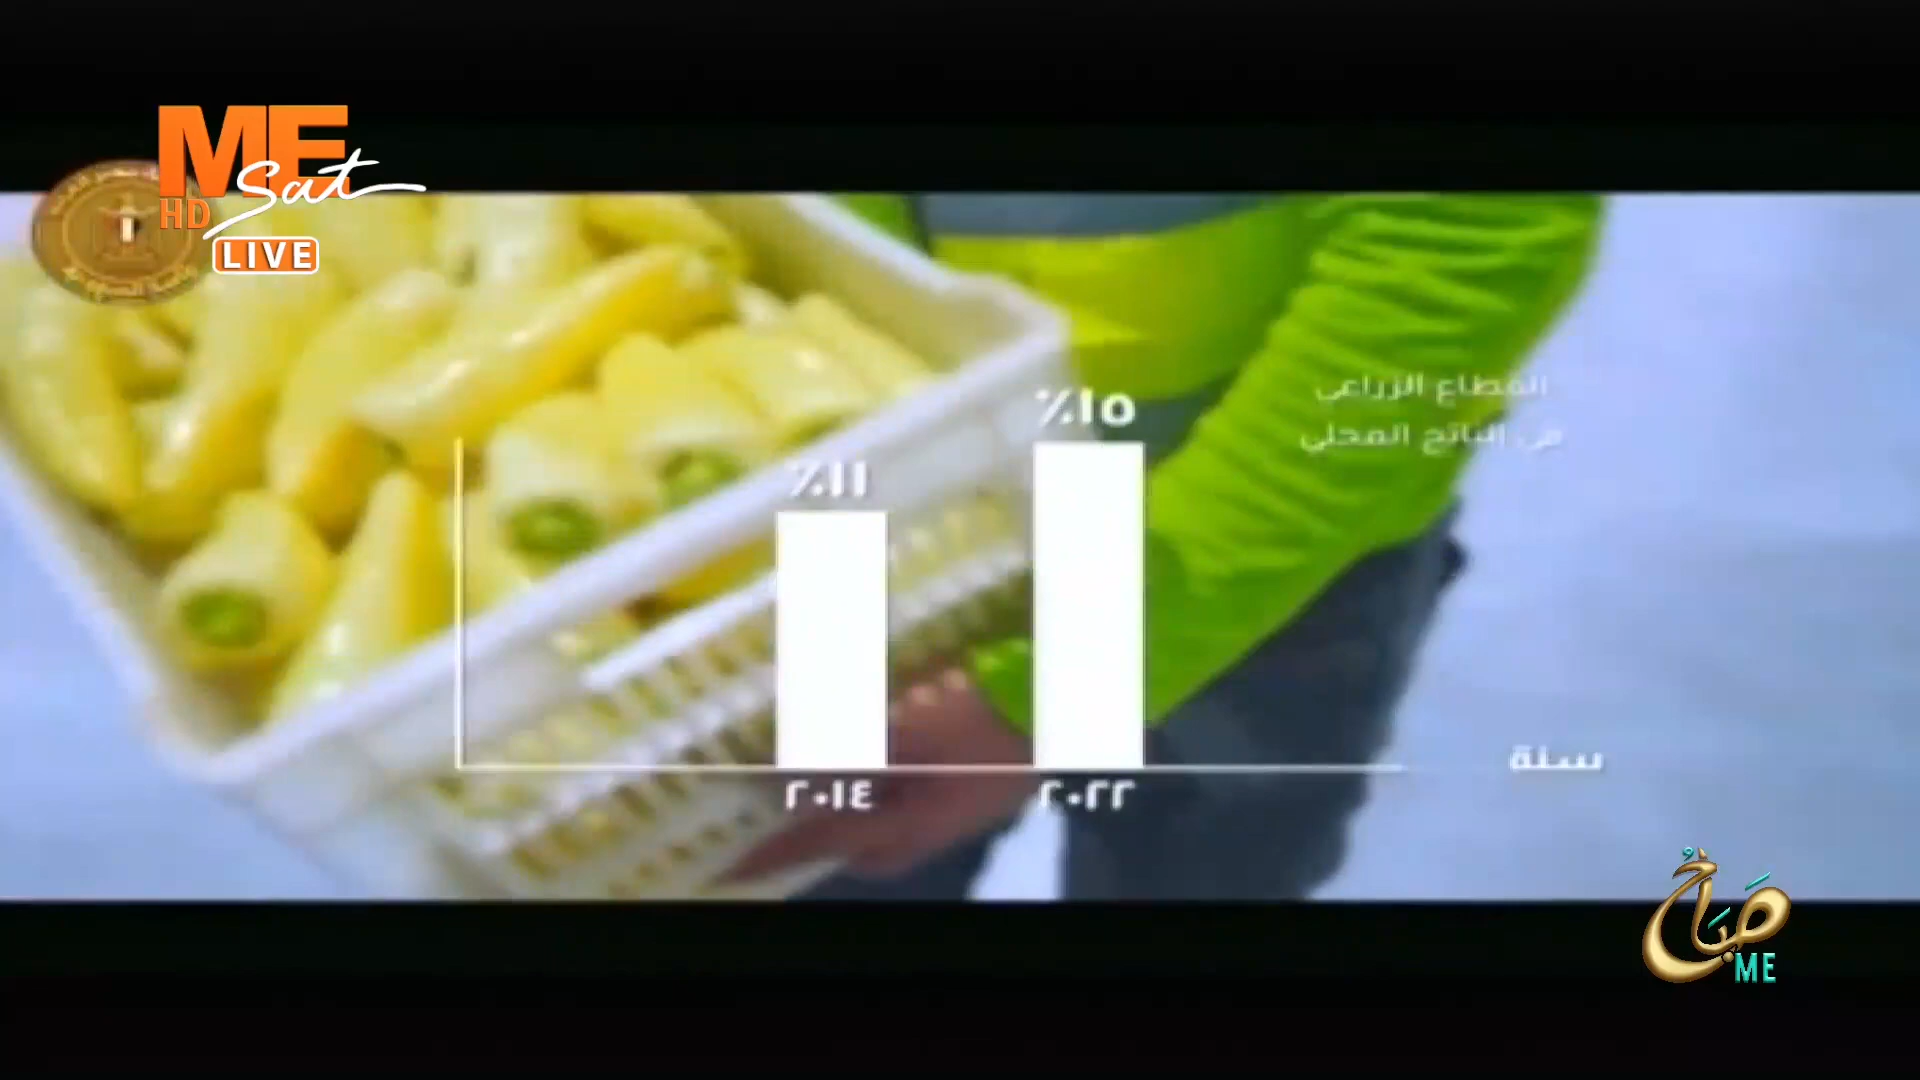 ME
Sat
HD
LIVE
القطاع الزراعي
في الناتج المحلي
٪١٥
٪١١
سنة
٢٠١٤
٢٠٢٢
صباح
ME